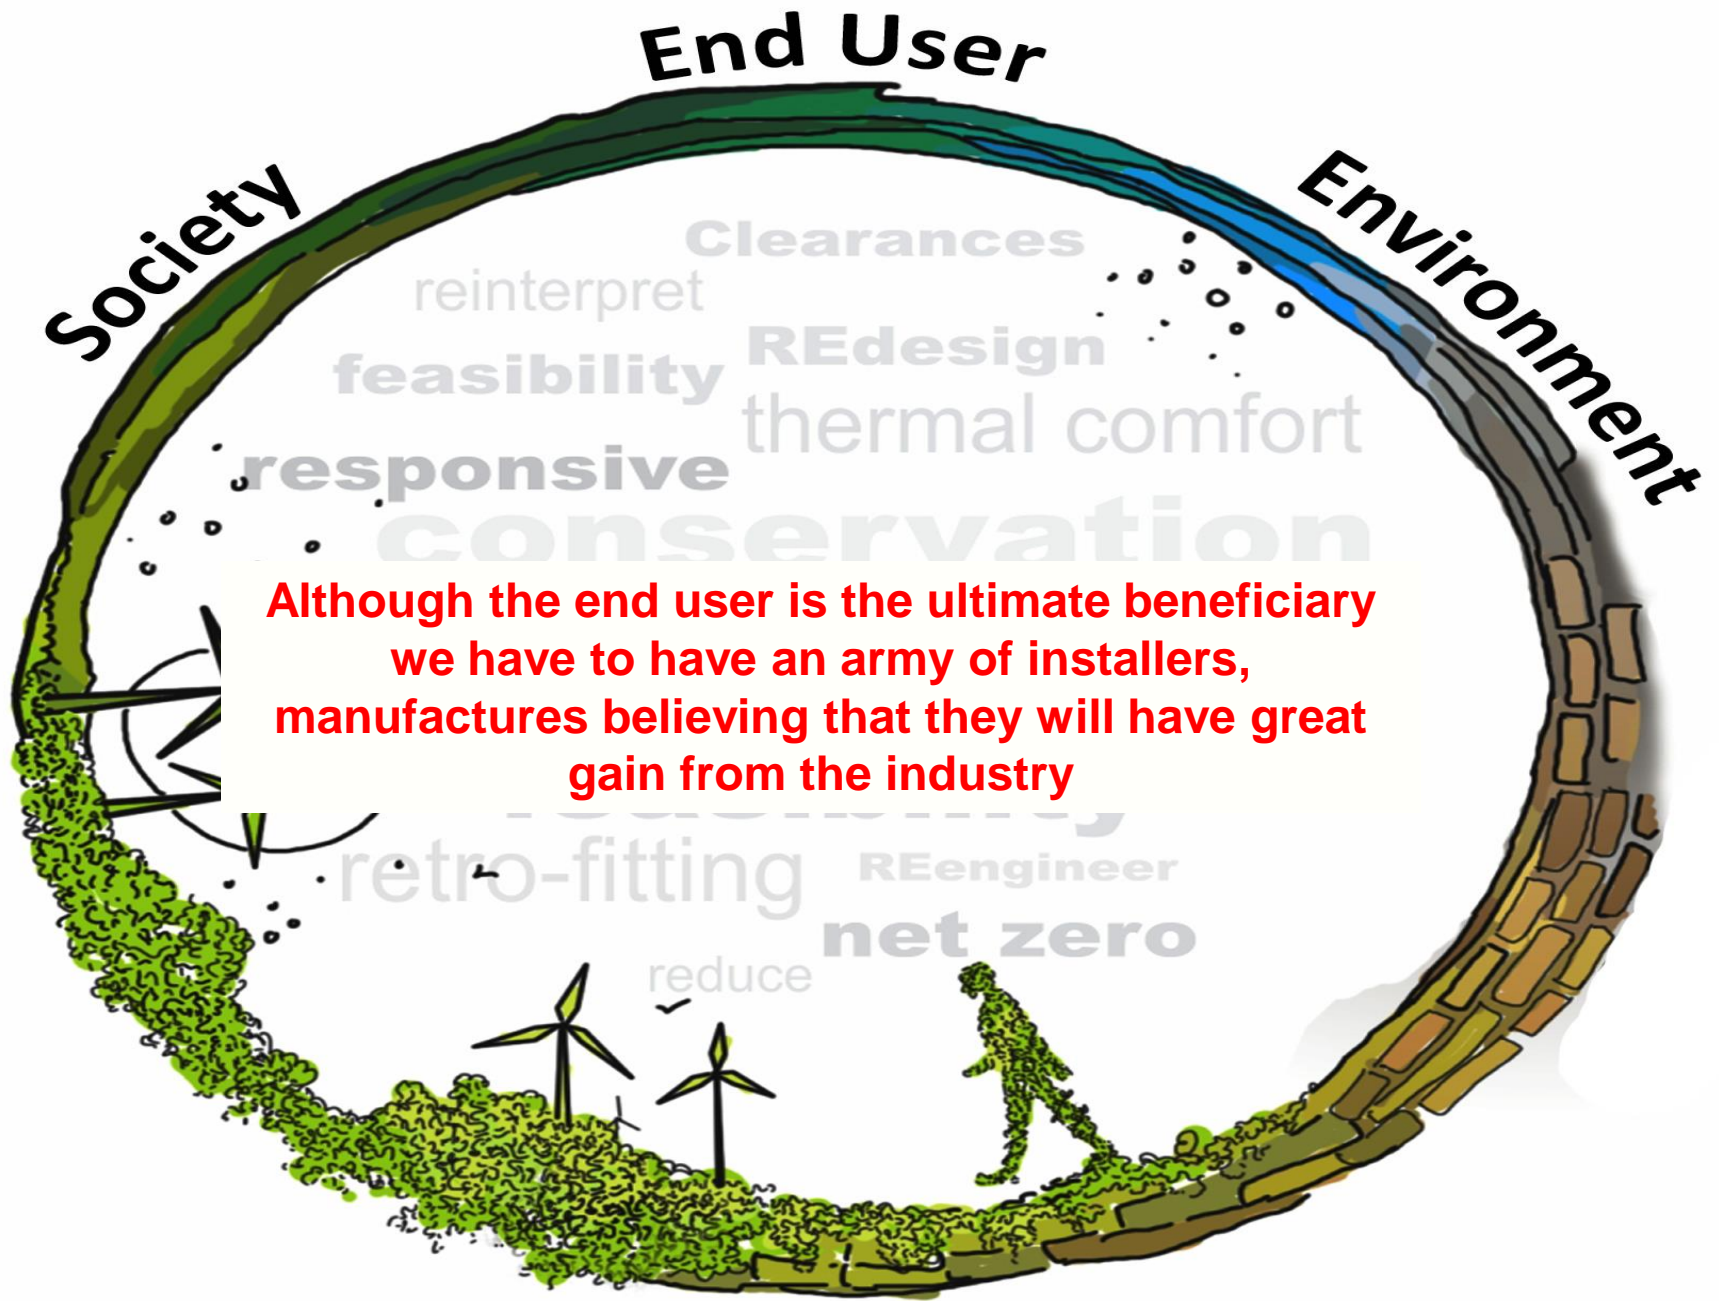 End User
Society
Environment
Clearances
reinterpret
REdesign
feasibility
thermal comfort
responsive
conservation
Although the end user is the ultimate beneficiary
we have to have an army of installers,
manufactures believing that they will have great
gain from the industry
retro-fitting
REengineer
net zero
reduce